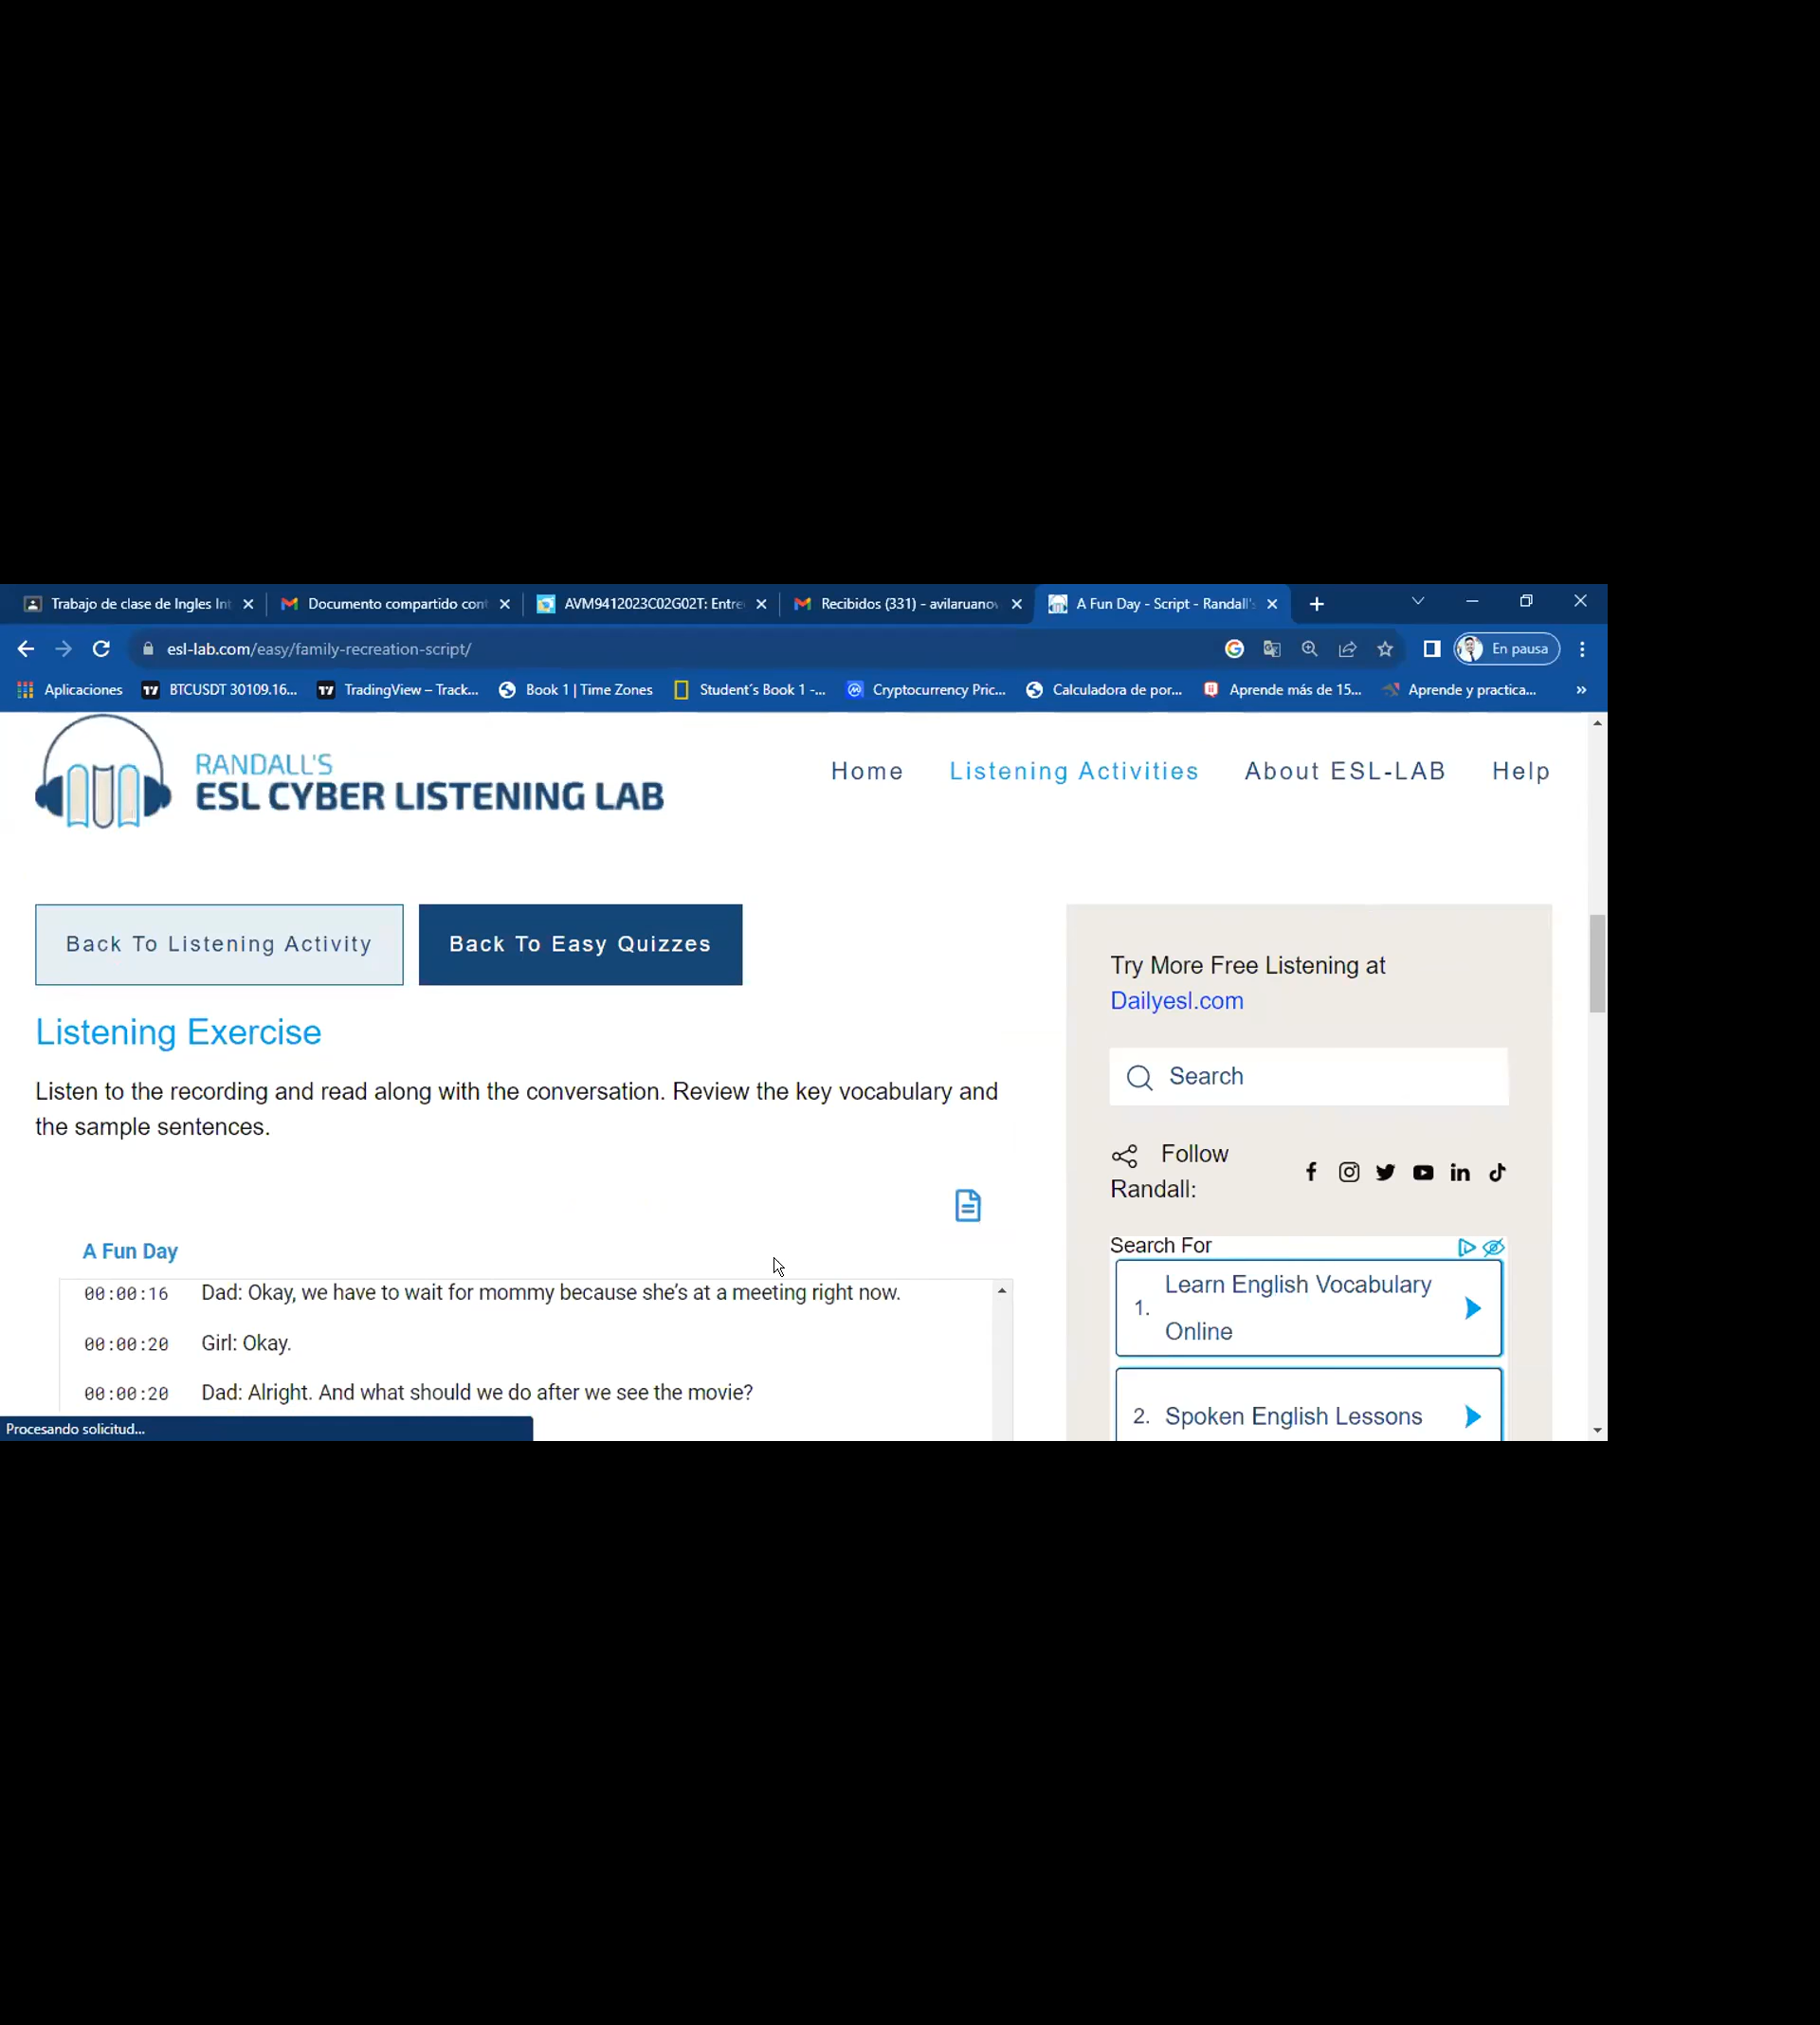 Trabajo de clase de Ingles Int
Documento compartido cont
AVM9412023C02G02T: Entre
Recibidos (331) - avilaruanov
A Fun Day - Script - Randall's
esl-lab.com/easy/family-recreation-script/
En pausa
Aplicaciones
BTCUSDT 30109.16...
TradingView – Track...
Book 1 | Time Zones
Student´s Book 1 -...
Cryptocurrency Pric...
Calculadora de por...
Aprende más de 15...
Aprende y practica...
»
RANDALL'S
ESL CYBER LISTENING LAB
Home
Listening Activities
About ESL-LAB
Help
Back To Listening Activity
Back To Easy Quizzes
Listening Exercise
Listen to the recording and read along with the conversation. Review the key vocabulary and
the sample sentences.
A Fun Day
00:00:16 Dad: Okay, we have to wait for mommy because she's at a meeting right now.
00:00:20 Girl: Okay.
00:00:20 Dad: Alright. And what should we do after we see the movie?
Procesando solicitud...
Try More Free Listening at
Dailyesl.com
Search
Follow
Randall:
Search For
1. Learn English Vocabulary
Online
2. Spoken English Lessons